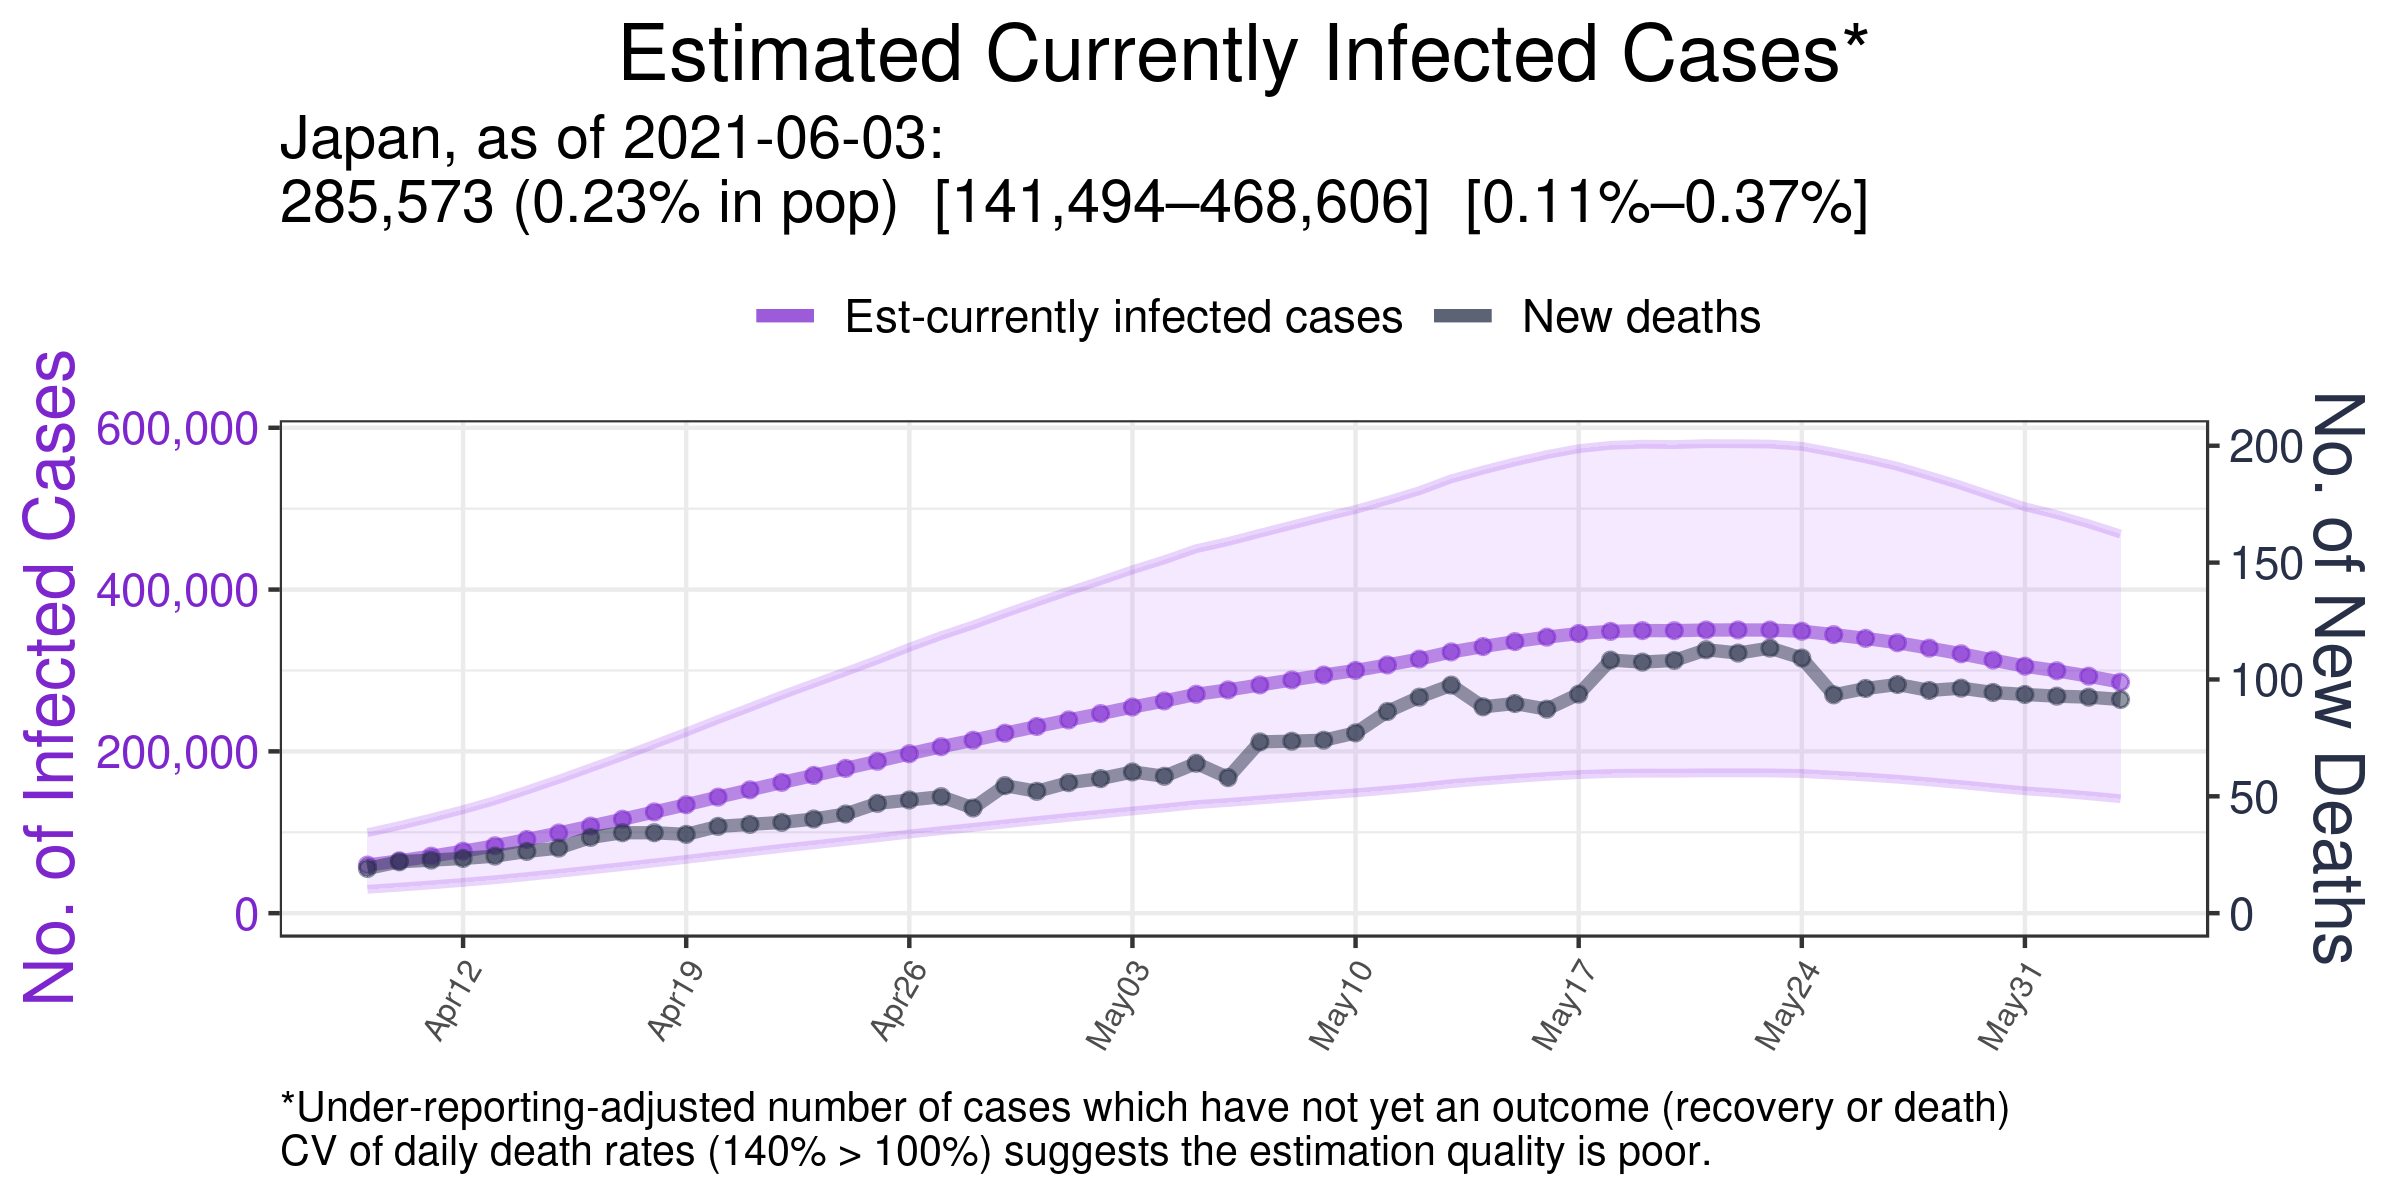 Estimated Currently Infected Cases*
Japan, as of 2021-06-03:
285,573 (0.23% in pop)  [141,494–468,606]  [0.11%–0.37%]
Est-currently infected cases
New deaths
No. of Infected Cases
600,000
400,000
200,000
0
No. of New Deaths
200
150
100
50
0
Apr12
Apr19
Apr26
May03
May10
May17
May24
May31
*Under-reporting-adjusted number of cases which have not yet an outcome (recovery or death)
CV of daily death rates (140% > 100%) suggests the estimation quality is poor.